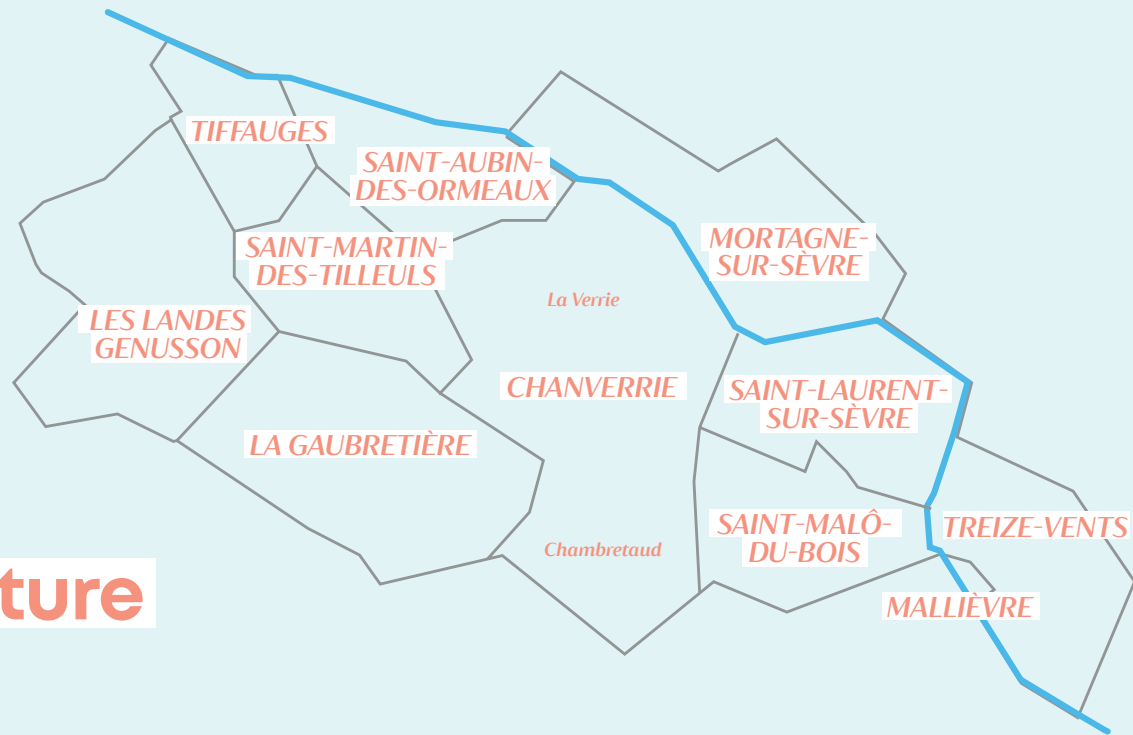 TIFFAUGES
SAINT-AUBIN-
DES-ORMEAUX
SAINT-MARTIN-
DES-TILLEULS
MORTAGNE-
SUR-SÈVRE
La Verrie
LES LANDES
GENUSSON
CHANVERRIE
SAINT-LAURENT-
SUR-SÈVRE
LA GAUBRETIÈRE
SAINT-MALÔ-
DU-BOIS
TREIZE-VENTS
Chambretaud
MALLIÈVRE
ture